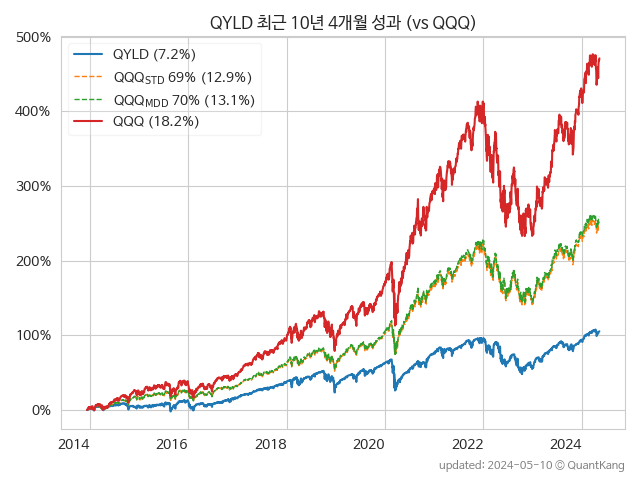 QYLD 최근 10년 4개월 성과 (vs QQQ)
500%
400%
300%
200%
100%
0%
QYLD (7.2%)
QQQSTD 69% (12.9%)
QQQMDD 70% (13.1%)
QQQ (18.2%)
2014 2016 2018 2020 2022 2024
updated: 2024-05-10 © QuantKang